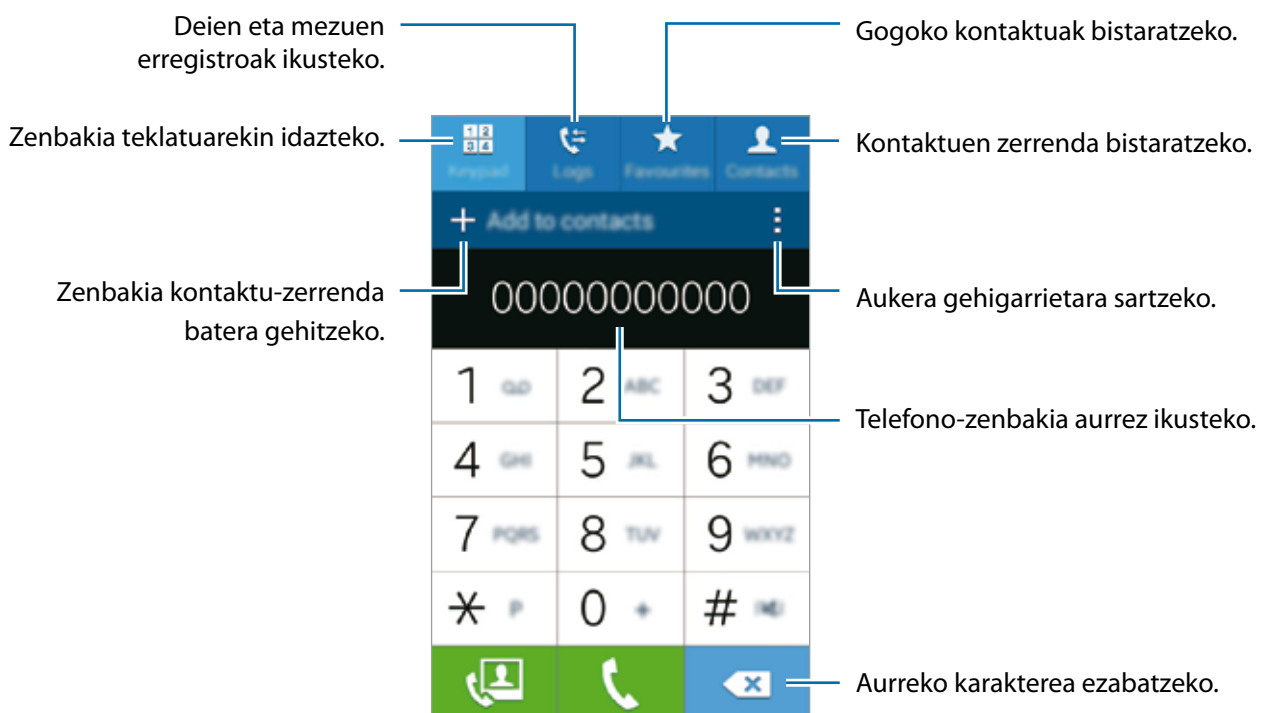 Deien eta mezuen
erregistroak ikusteko.
Gogoko kontaktuak bistaratzeko.
Zenbakia teklatuarekin idazteko.
Kontaktuen zerrenda bistaratzeko.
Keypad Logs Favourites Contacts
Add to contacts
Zenbakia kontaktu-zerrenda
batera gehitzeko.
00000000000
Aukera gehigarrietara sartzeko.
1 2 ABC 3 DEF
Telefono-zenbakia aurrez ikusteko.
4 GHI 5 JKL 6 MNO
7 PQRS 8 TUV 9 WXYZ
* P 0 + #
Aurreko karakterea ezabatzeko.